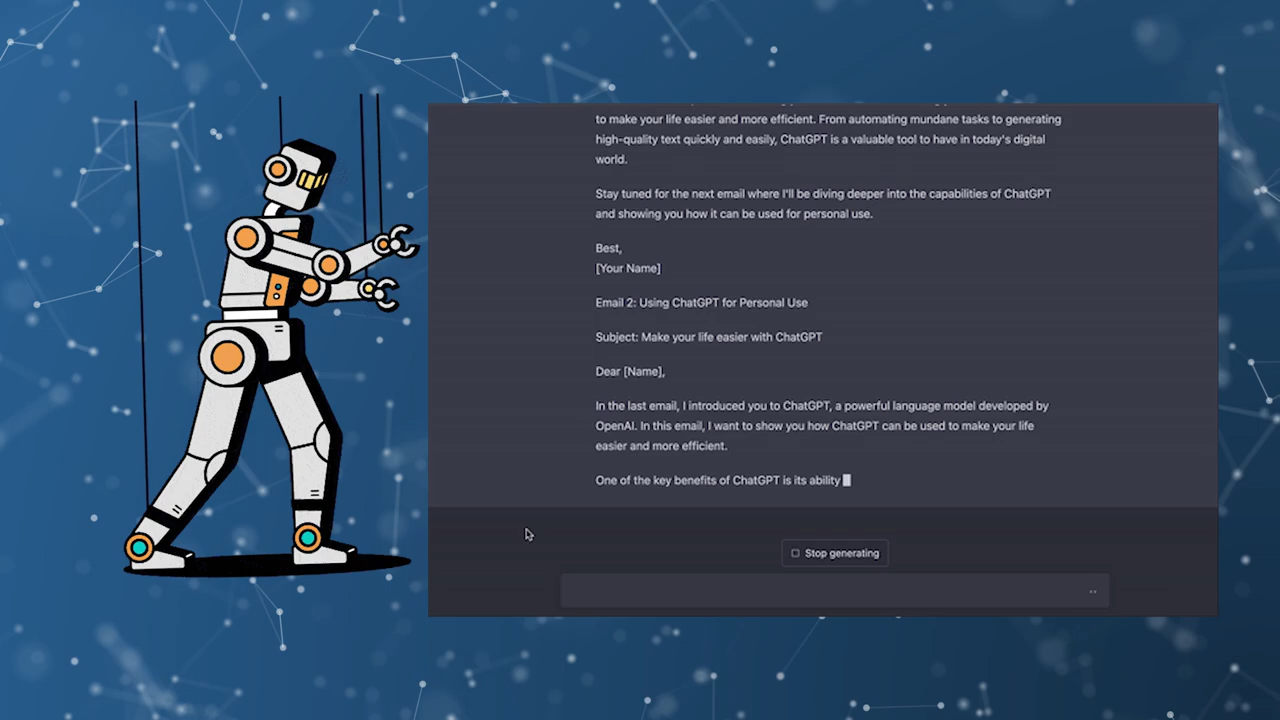 to make your life easier and more efficient. From automating mundane tasks to generating
high-quality text quickly and easily, ChatGPT is a valuable tool to have in today's digital
world.
Stay tuned for the next email where I'll be diving deeper into the capabilities of ChatGPT
and showing you how it can be used for personal use.
Best,
[Your Name]
Email 2: Using ChatGPT for Personal Use
Subject: Make your life easier with ChatGPT
Dear [Name],
In the last email, I introduced you to ChatGPT, a powerful language model developed by
OpenAI. In this email, I want to show you how ChatGPT can be used to make your life
easier and more efficient.
One of the key benefits of ChatGPT is its ability
Stop generating